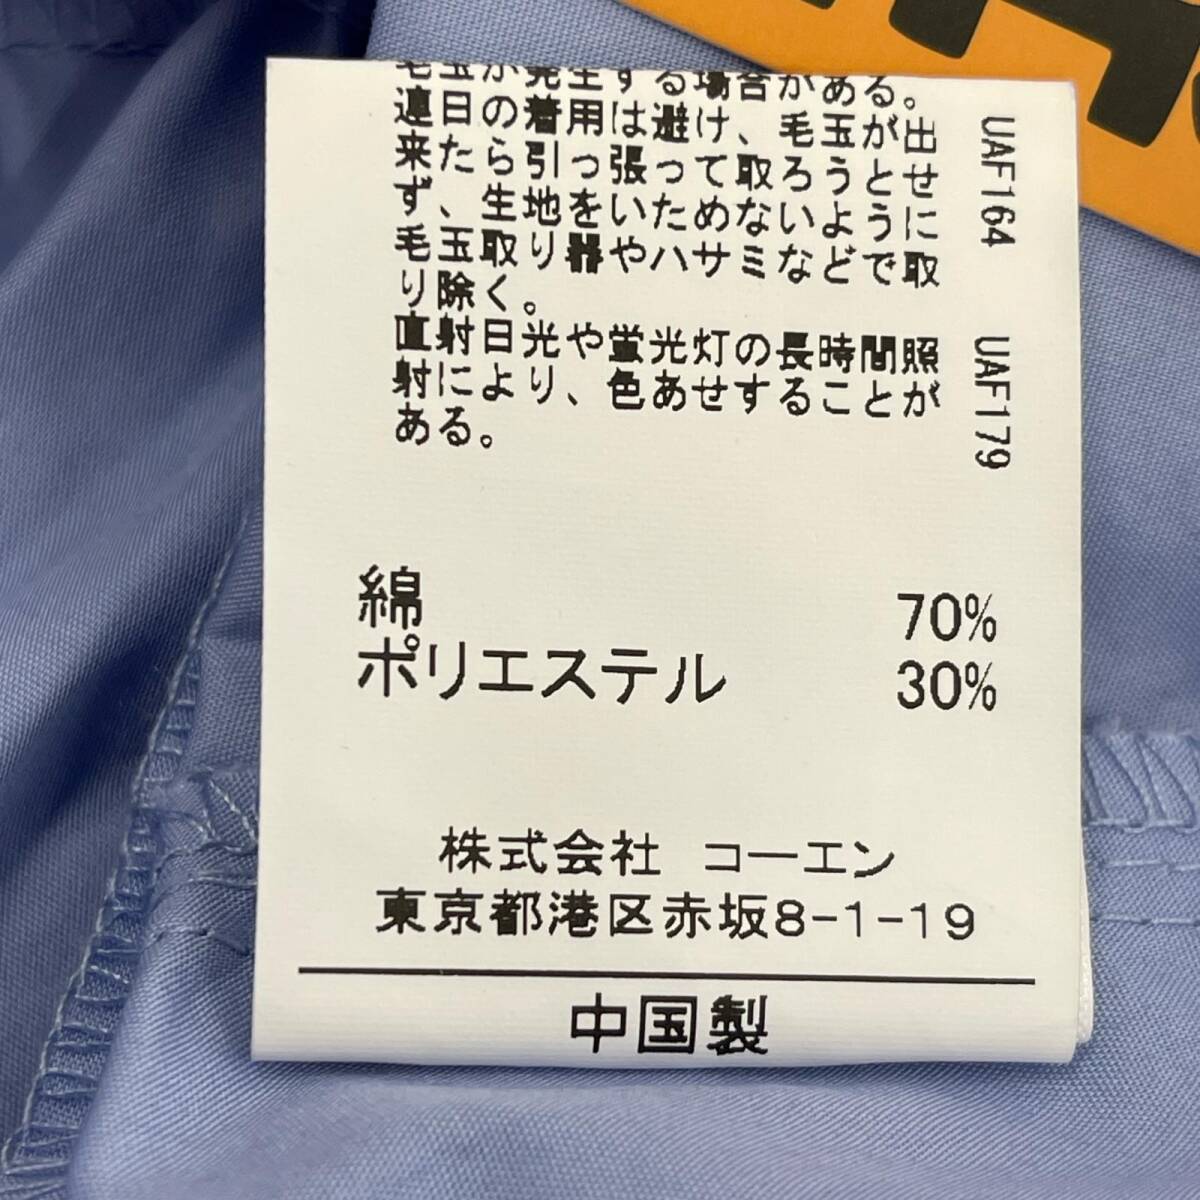 毛玉が発生する場合がある。
連日の着用は避け、毛玉が出
来たら引っ張って取ろうとせ
ず、生地をいためないように
毛玉取り器やハサミなどで取
り除く。
直射日光や蛍光灯の長時間照
射により、色あせすることが
ある。
UAF164
UAF179
綿 70%
ポリエステル 30%
株式会社 コーエン
東京都港区赤坂8-1-19
中国製